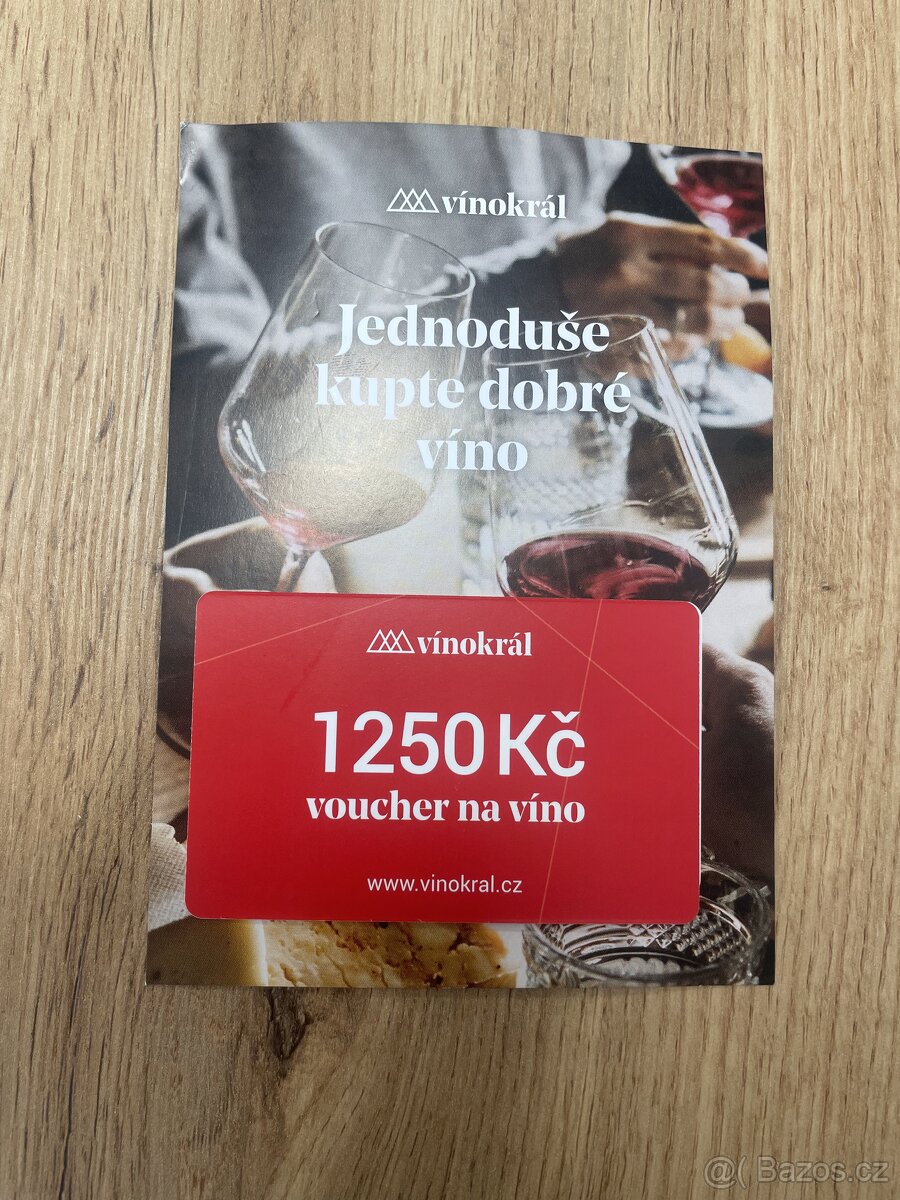 vínokrál
Jednoduše
kupte dobré
víno
vínokrál
1250 Kč
voucher na víno
www.vinokral.cz
@( Bazos.cz